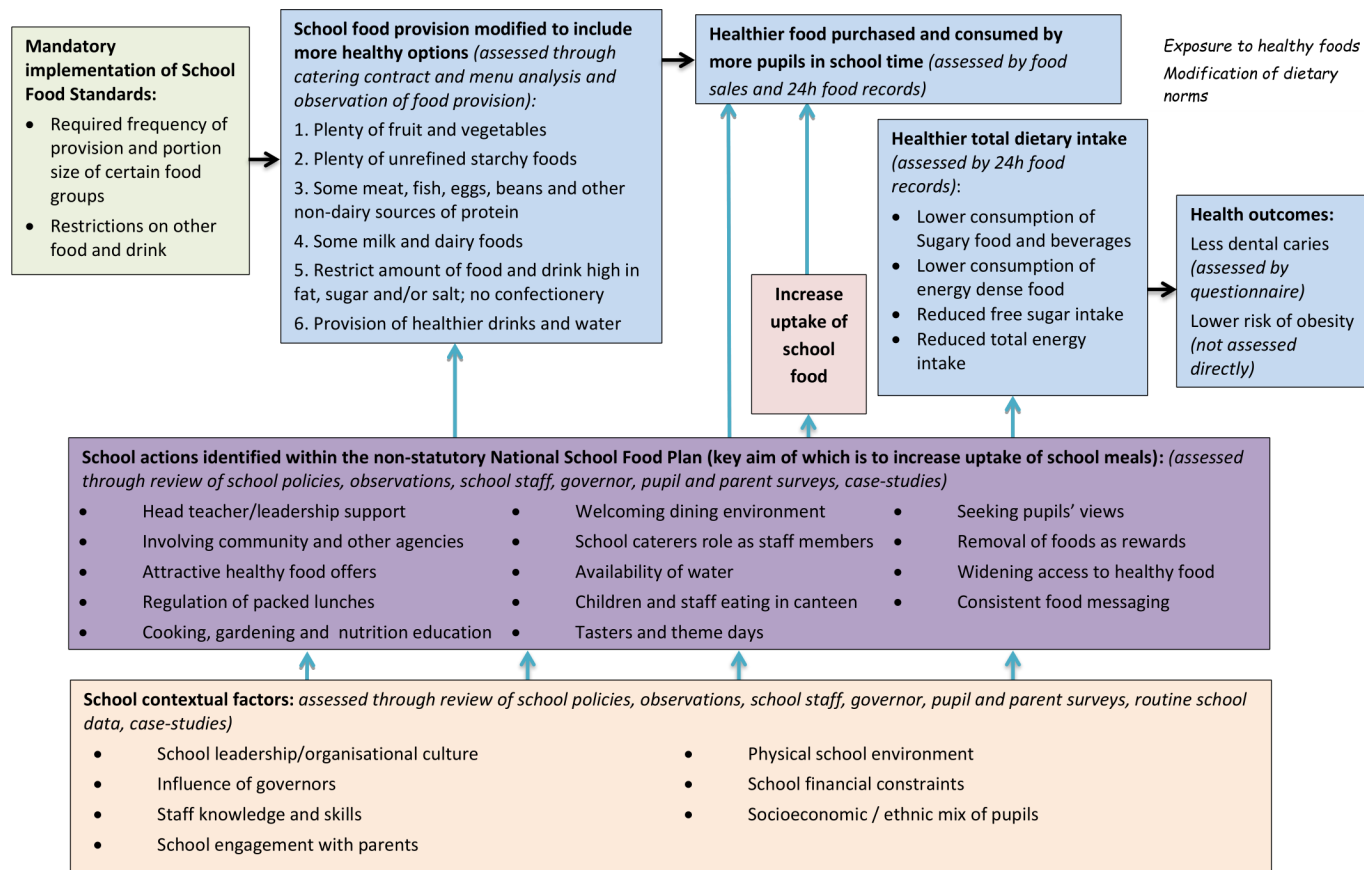 Mandatory
implementation of School
Food Standards:
• Required frequency of
provision and portion
size of certain food
groups
• Restrictions on other
food and drink
School food provision modified to include
more healthy options (assessed through
catering contract and menu analysis and
observation of food provision):
1. Plenty of fruit and vegetables
2. Plenty of unrefined starchy foods
3. Some meat, fish, eggs, beans and other
non-dairy sources of protein
4. Some milk and dairy foods
5. Restrict amount of food and drink high in
fat, sugar and/or salt; no confectionery
6. Provision of healthier drinks and water
Healthier food purchased and consumed by
more pupils in school time (assessed by food
sales and 24h food records)
Exposure to healthy foods
Modification of dietary
norms
Increase
uptake of
school
food
Healthier total dietary intake
(assessed by 24h food
records):
• Lower consumption of
Sugary food and beverages
• Lower consumption of
energy dense food
• Reduced free sugar intake
• Reduced total energy
intake
Health outcomes:
Less dental caries
(assessed by
questionnaire)
Lower risk of obesity
(not assessed
directly)
School actions identified within the non-statutory National School Food Plan (key aim of which is to increase uptake of school meals): (assessed
through review of school policies, observations, school staff, governor, pupil and parent surveys, case-studies)
• Head teacher/leadership support
• Involving community and other agencies
• Attractive healthy food offers
• Regulation of packed lunches
• Cooking, gardening and nutrition education
• Welcoming dining environment
• School caterers role as staff members
• Availability of water
• Children and staff eating in canteen
• Tasters and theme days
• Seeking pupils' views
• Removal of foods as rewards
• Widening access to healthy food
• Consistent food messaging
School contextual factors: assessed through review of school policies, observations, school staff, governor, pupil and parent surveys, routine school
data, case-studies)
• School leadership/organisational culture
• Influence of governors
• Staff knowledge and skills
• School engagement with parents
• Physical school environment
• School financial constraints
• Socioeconomic / ethnic mix of pupils